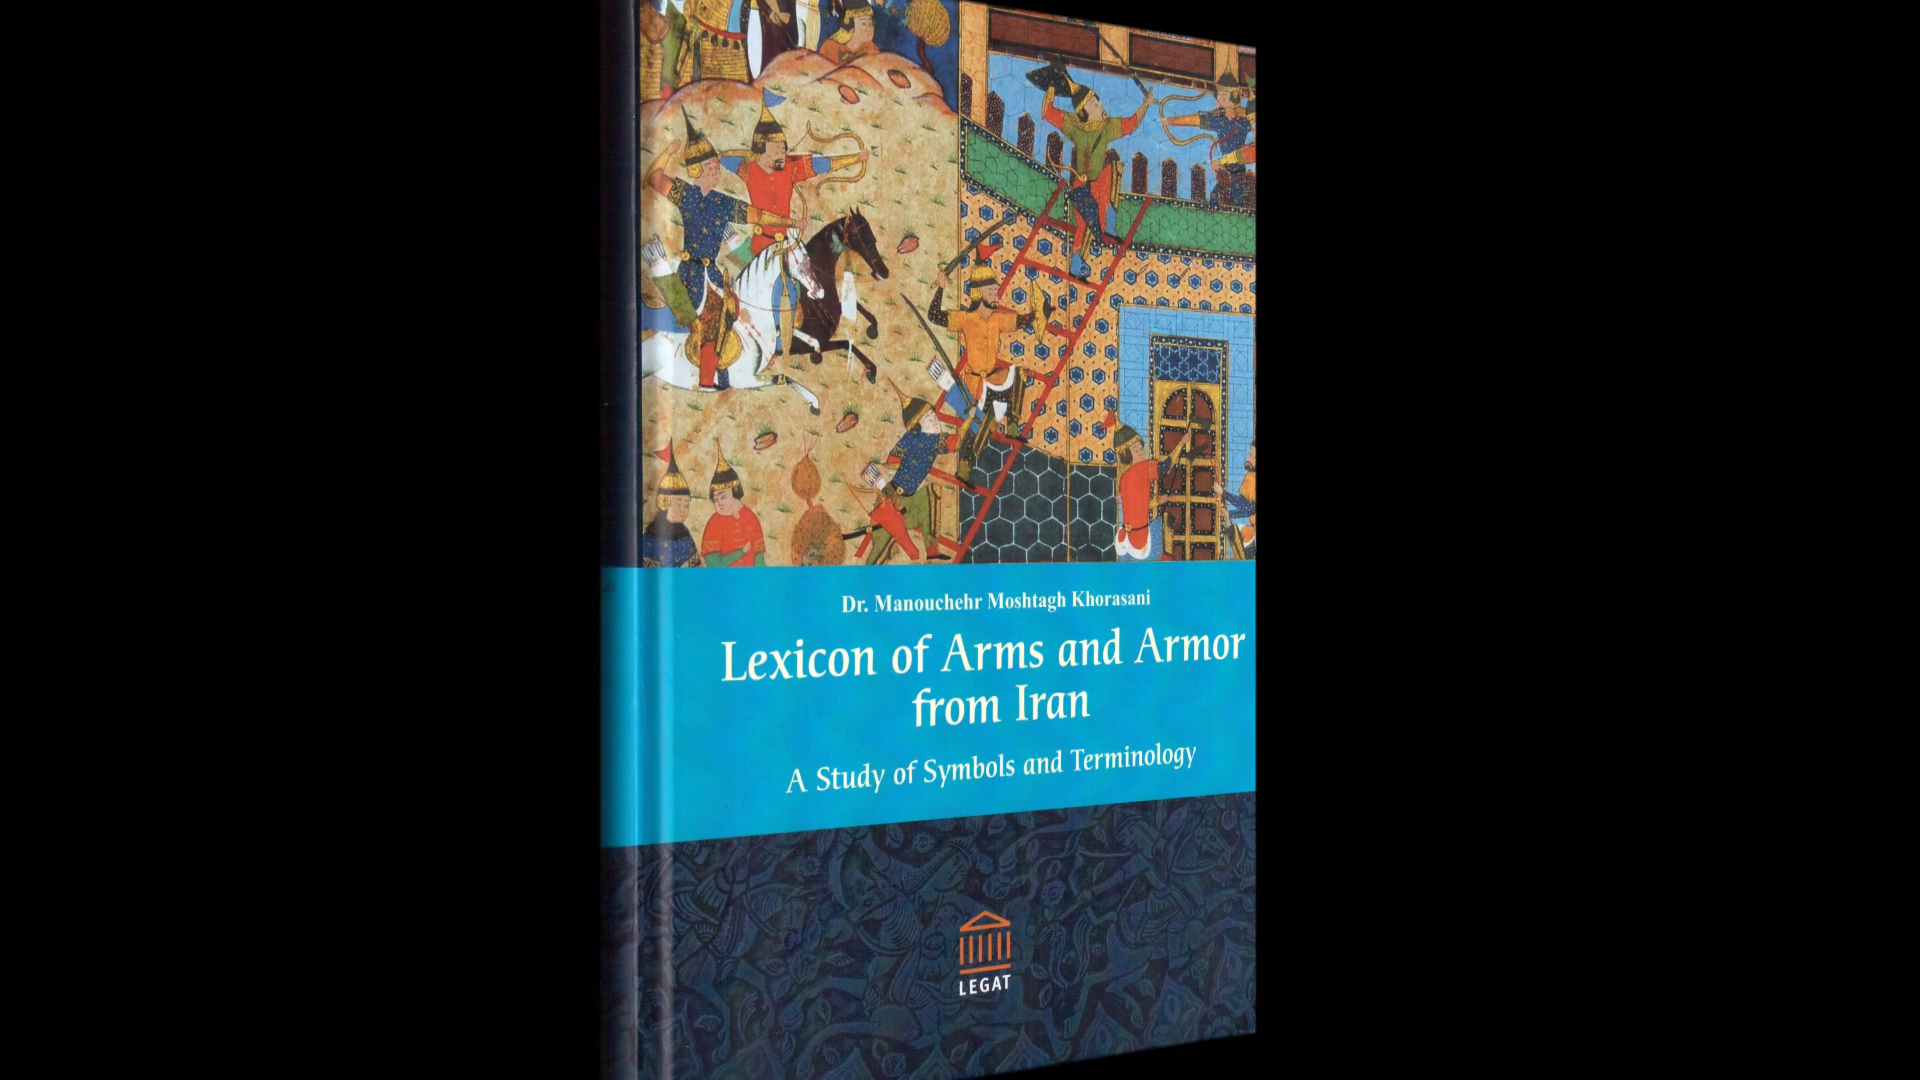 Dr. Manouchehr Moshtagh Khorasani
Lexicon of Arms and Armor
from Iran
A Study of Symbols and Terminology
LEGAT